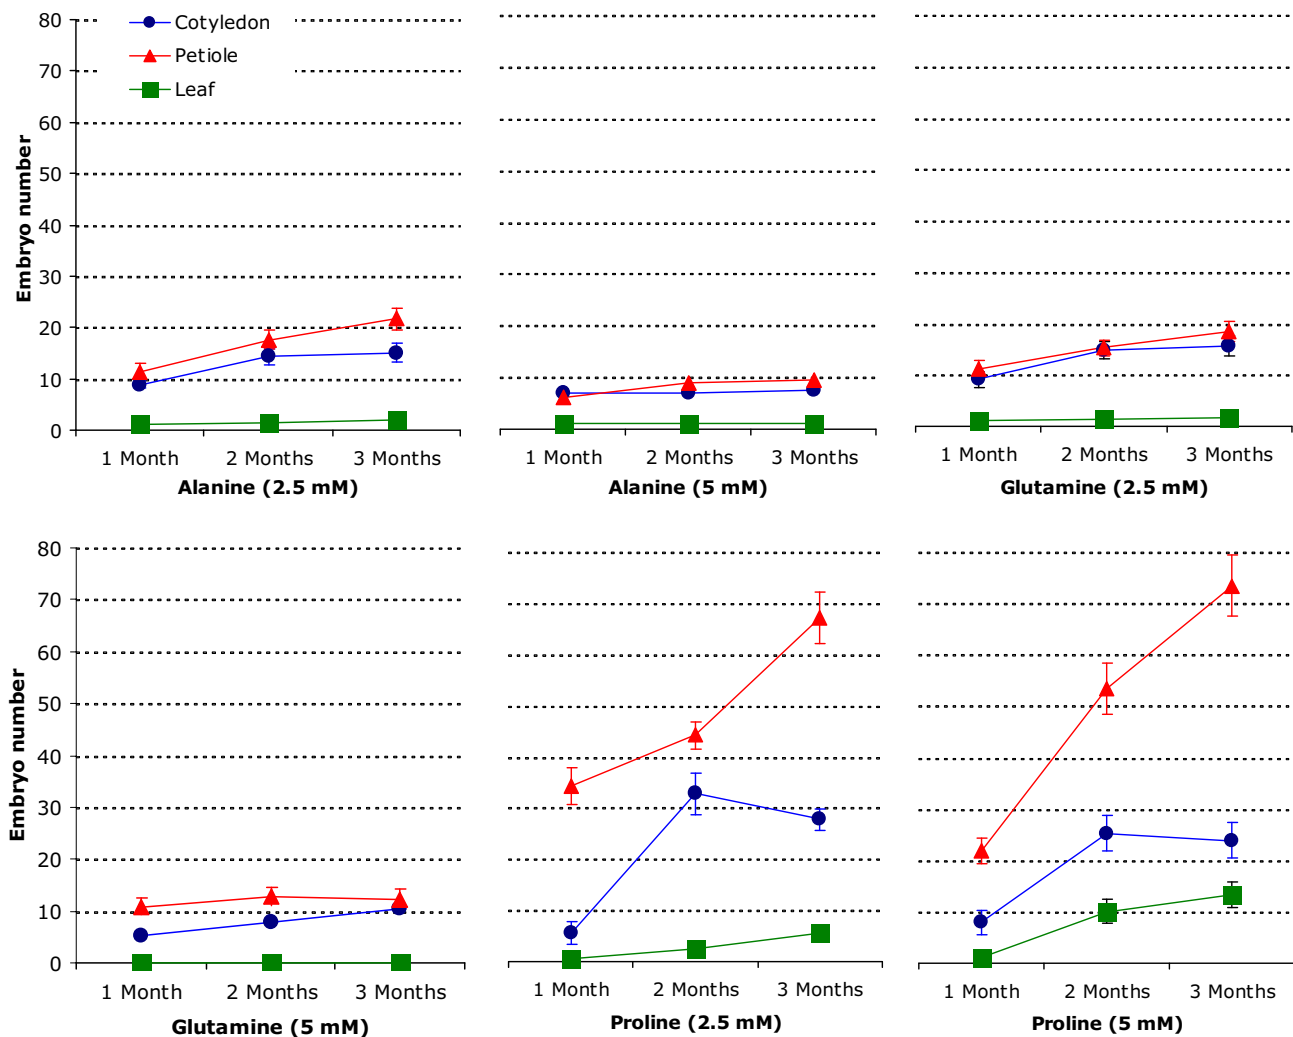 Cotyledon
Petiole
Leaf
Embryo number
80
70
60
50
40
30
20
10
0
1 Month 2 Months 3 Months
Alanine (2.5 mM)
1 Month 2 Months 3 Months
Alanine (5 mM)
1 Month 2 Months 3 Months
Glutamine (2.5 mM)
Embryo number
80
70
60
50
40
30
20
10
0
1 Month 2 Months 3 Months
Glutamine (5 mM)
1 Month 2 Months 3 Months
Proline (2.5 mM)
1 Month 2 Months 3 Months
Proline (5 mM)